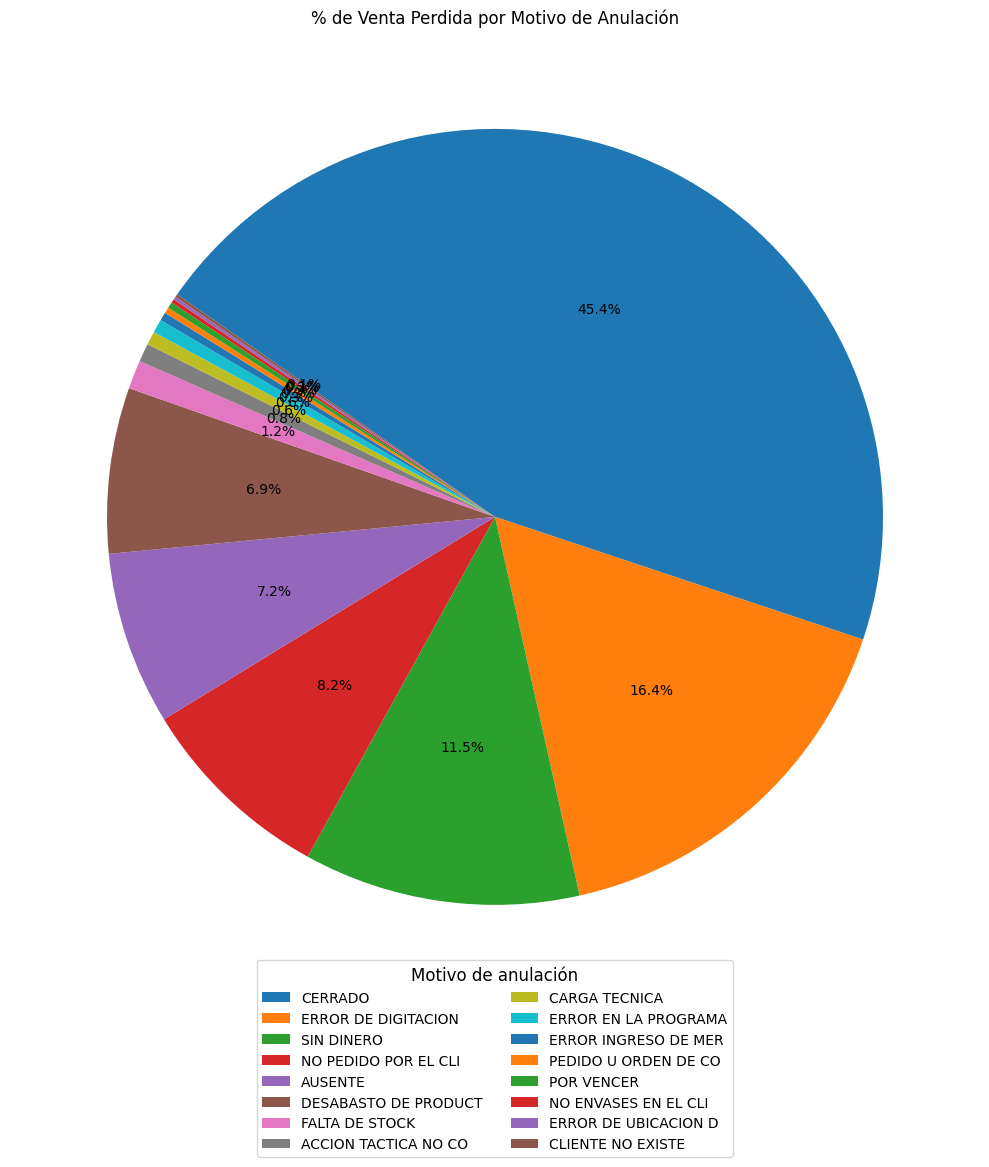 % de Venta Perdida por Motivo de Anulación
45.4%
16.4%
11.5%
8.2%
7.2%
6.9%
1.2%
0.8%
0.6%
Motivo de anulación
CERRADO
ERROR DE DIGITACION
SIN DINERO
NO PEDIDO POR EL CLI
AUSENTE
DESABASTO DE PRODUCT
FALTA DE STOCK
ACCION TACTICA NO CO
CARGA TECNICA
ERROR EN LA PROGRAMA
ERROR INGRESO DE MER
PEDIDO U ORDEN DE CO
POR VENCER
NO ENVASES EN EL CLI
ERROR DE UBICACION D
CLIENTE NO EXISTE